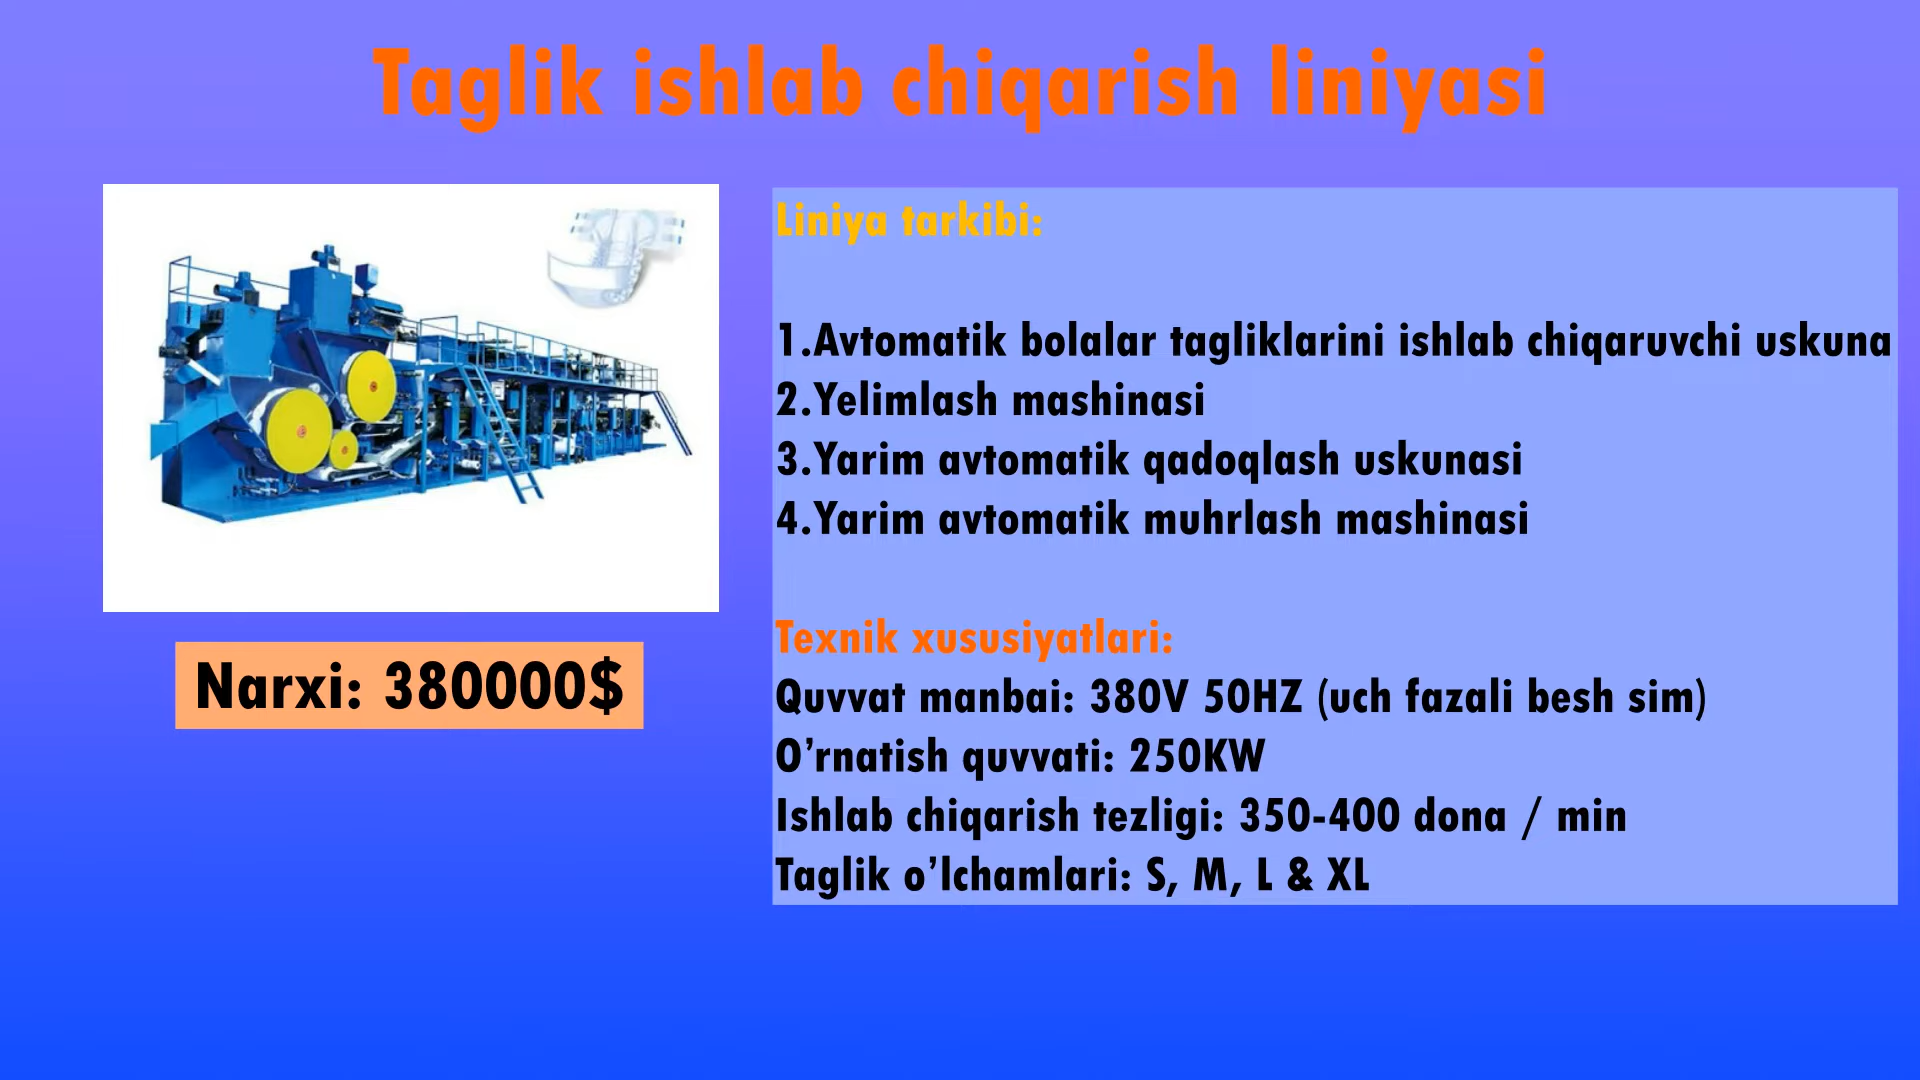 Taglik ishlab chiqarish liniyasi
Liniya tarkibi:
1.Avtomatik bolalar tagliklarini ishlab chiqaruvchi uskuna
2.Yelimlash mashinasi
3.Yarim avtomatik qadoqlash uskunasi
4.Yarim avtomatik muhrlash mashinasi
Texnik xususiyatlari:
Quvvat manbai: 380V 50HZ (uch fazali besh sim)
O’rnatish quvvati: 250KW
Ishlab chiqarish tezligi: 350-400 dona / min
Taglik o’lchamlari: S, M, L & XL
Narxi: 380000$